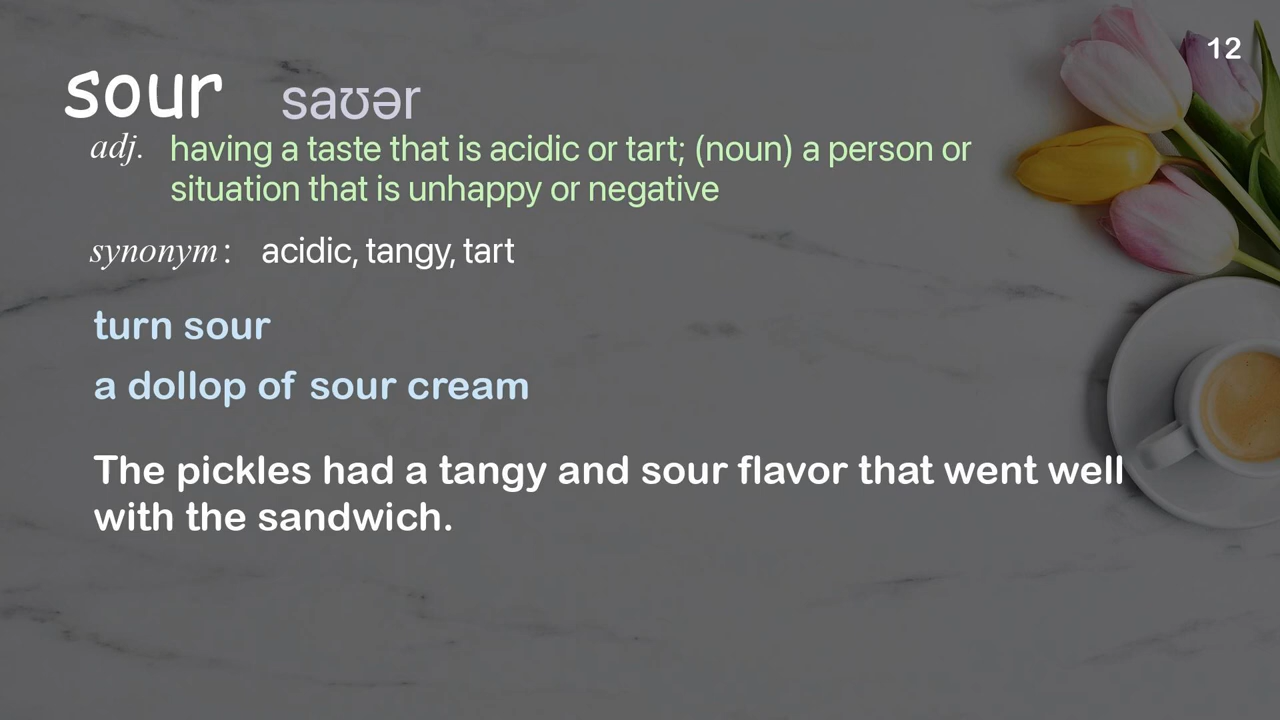 12
sour saʊər
adj. having a taste that is acidic or tart; (noun) a person or
situation that is unhappy or negative
synonym: acidic, tangy, tart
turn sour
a dollop of sour cream
The pickles had a tangy and sour flavor that went well
with the sandwich.